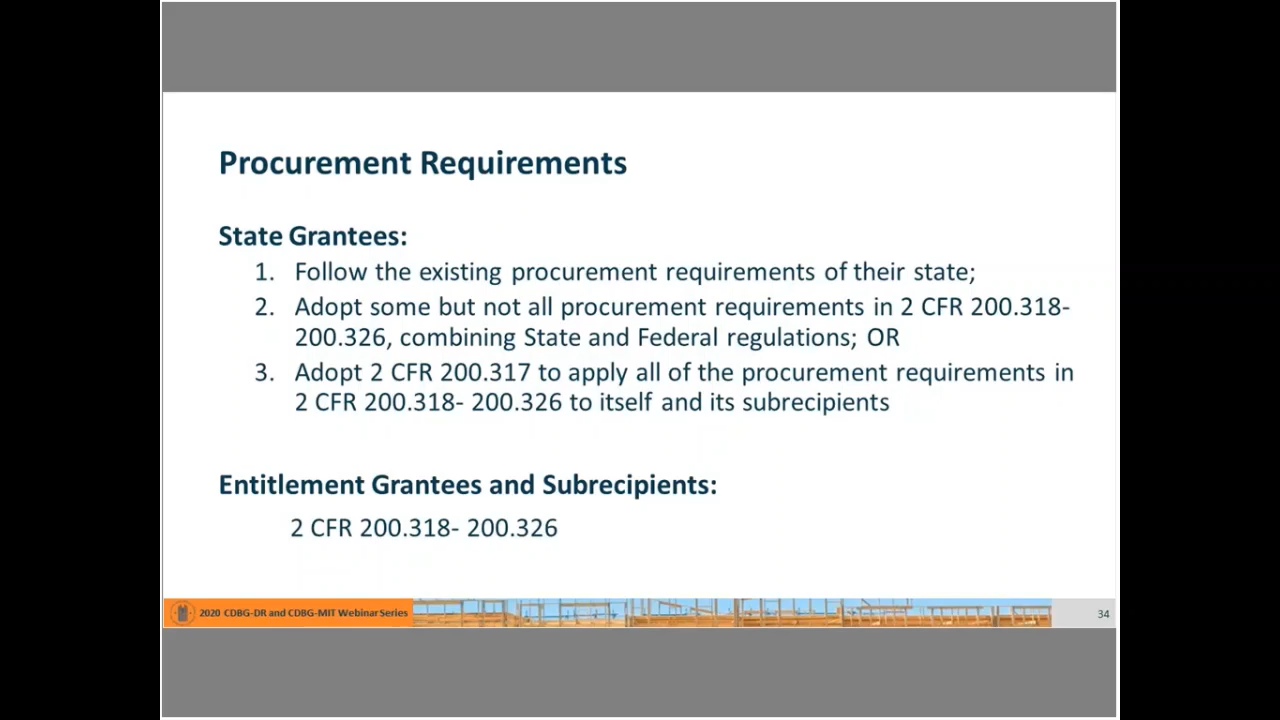 Procurement Requirements
State Grantees:
1. Follow the existing procurement requirements of their state;
2. Adopt some but not all procurement requirements in 2 CFR 200.318-
200.326, combining State and Federal regulations; OR
3. Adopt 2 CFR 200.317 to apply all of the procurement requirements in
2 CFR 200.318- 200.326 to itself and its subrecipients
Entitlement Grantees and Subrecipients:
2 CFR 200.318- 200.326
2020 CDBG-DR and CDBG-MIT Webinar Series
34